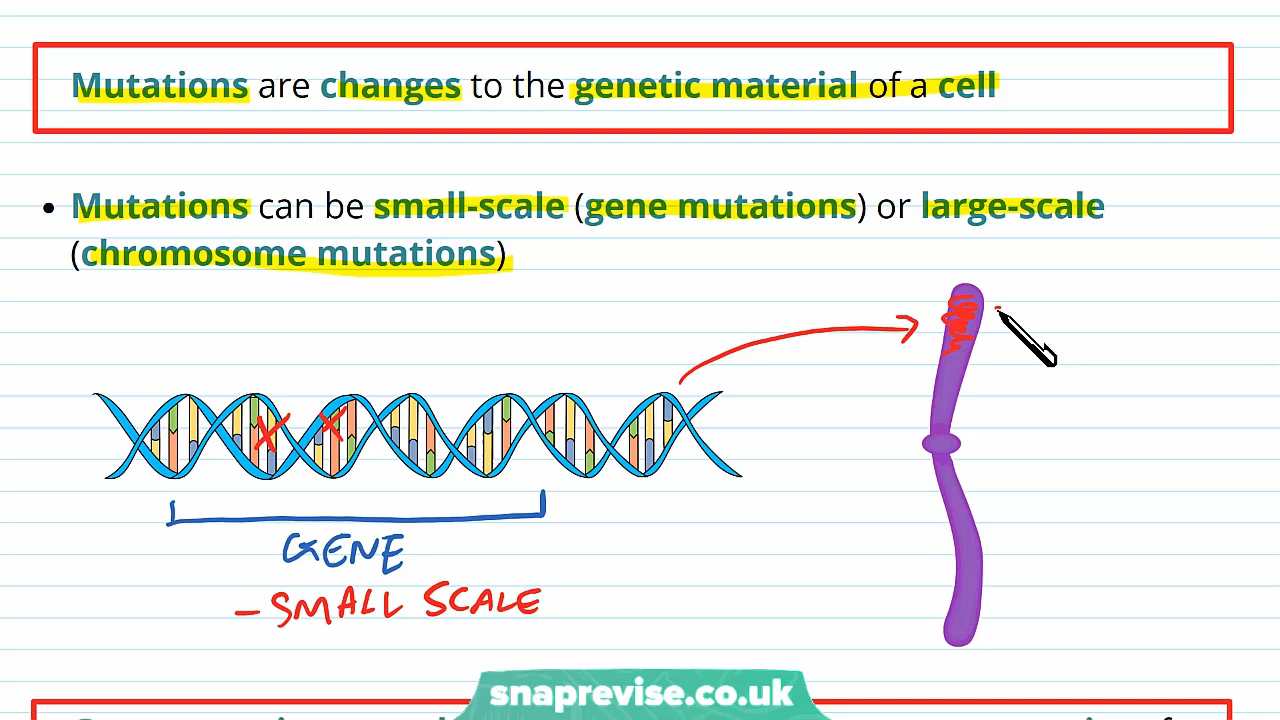 Mutations are changes to the genetic material of a cell
• Mutations can be small-scale (gene mutations) or large-scale
(chromosome mutations)
GENE
- SMALL SCALE
snaprevise.co.uk